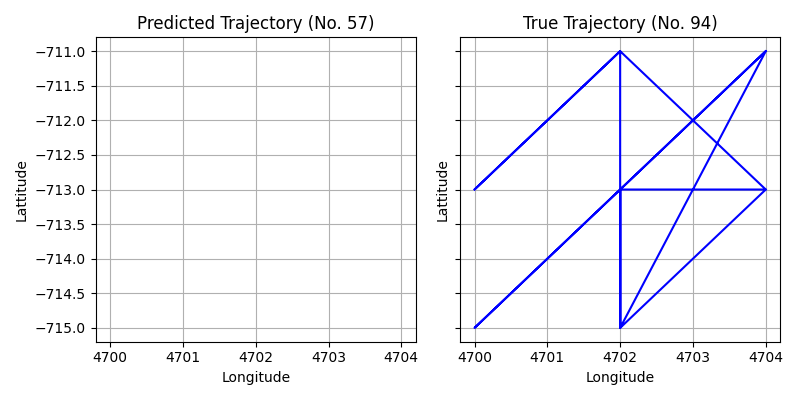 Predicted Trajectory (No. 57)
True Trajectory (No. 94)
−711.0
−711.5
−712.0
−712.5
−713.0
−713.5
−714.0
−714.5
−715.0
Lattitude
Lattitude
4700 4701 4702 4703 4704
4700 4701 4702 4703 4704
Longitude
Longitude